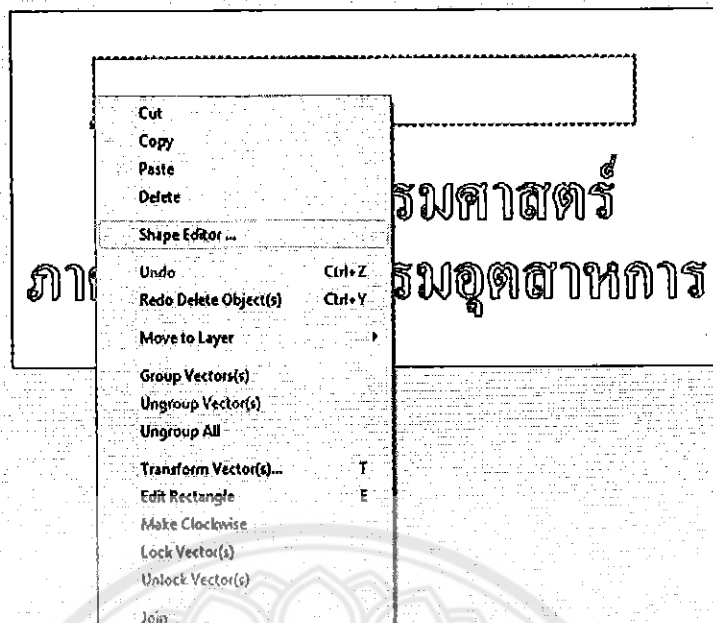 Cut
Copy
Paste
Delete
รมศาสตร์
Shape Editor ...
Undo Ctrl+Z
ภา รมอุตสาหการ
Redo Delete Object(s) Ctrl+Y
Move to Layer
Group Vectors(s)
Ungroup Vector(s)
Ungroup All
Transform Vector(s)... T
Edit Rectangle E
Make Clockwise
Lock Vector(s)
Unlock Vector(s)
Join